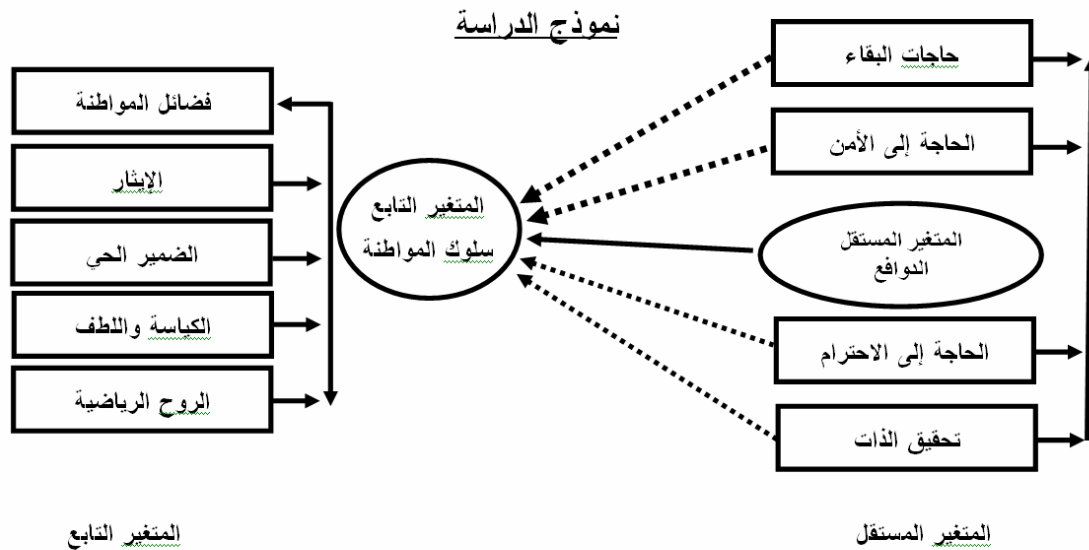 نموذج الدراسة
حاجات البقاء
الحاجة إلى الأمن
المتغير المستقل
الدوافع
الحاجة إلى الاحترام
تحقيق الذات
المتغير التابع
سلوك المواطنة
فضائل المواطنة
الإيثار
الضمير الحي
الكياسة واللطف
الروح الرياضية
المتغير المستقل
المتغير التابع